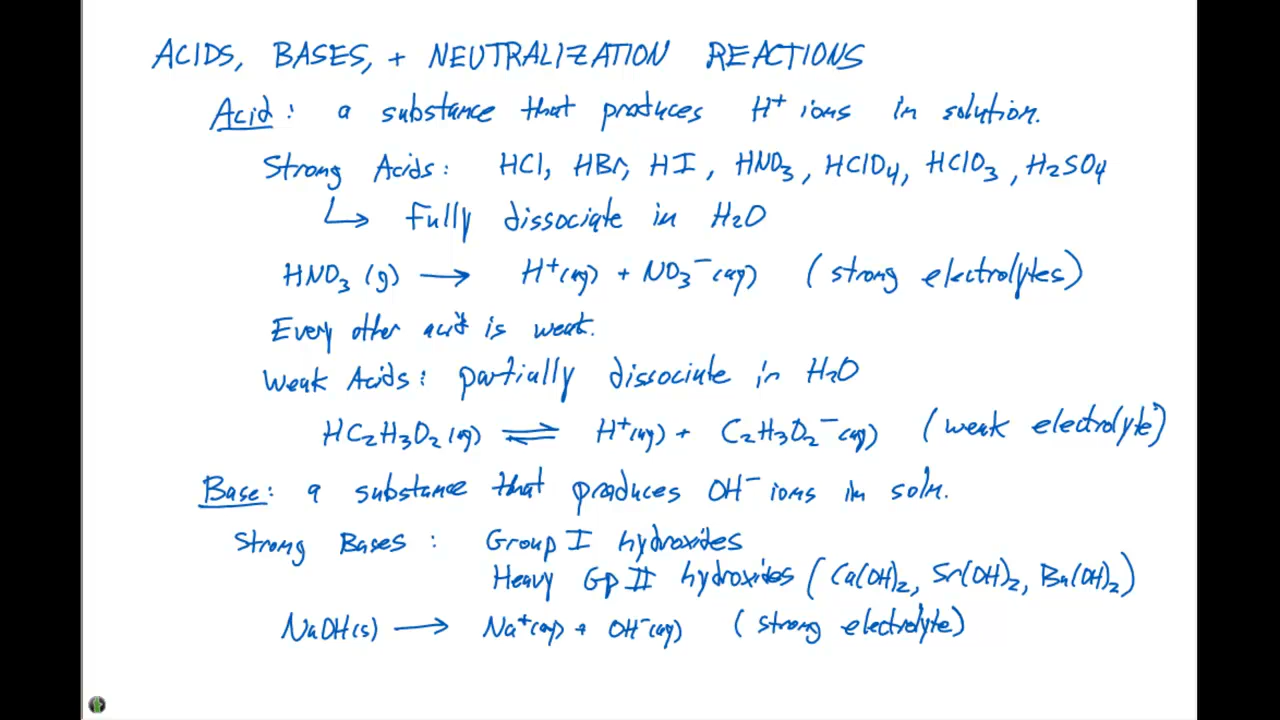 ACIDS, BASES, + NEUTRALIZATION REACTIONS
Acid: a substance that produces H⁺ ions in solution.
Strong Acids: HCl, HBr, HI, HNO₃, HClO₄, HClO₃, H₂SO₄
↳ Fully dissociate in H₂O
HNO₃(g) → H⁺(aq) + NO₃⁻(aq) (strong electrolytes)
Every other acid is weak.
Weak Acids: partially dissociate in H₂O
HC₂H₃O₂(aq) ⇌ H⁺(aq) + C₂H₃O₂⁻(aq) (weak electrolyte)
Base: a substance that produces OH⁻ ions in soln.
Strong Bases: Group I hydroxides
Heavy Gp II hydroxides (Ca(OH)₂, Sr(OH)₂, Ba(OH)₂)
NaOH(s) → Na⁺(aq) + OH⁻(aq) (strong electrolyte)